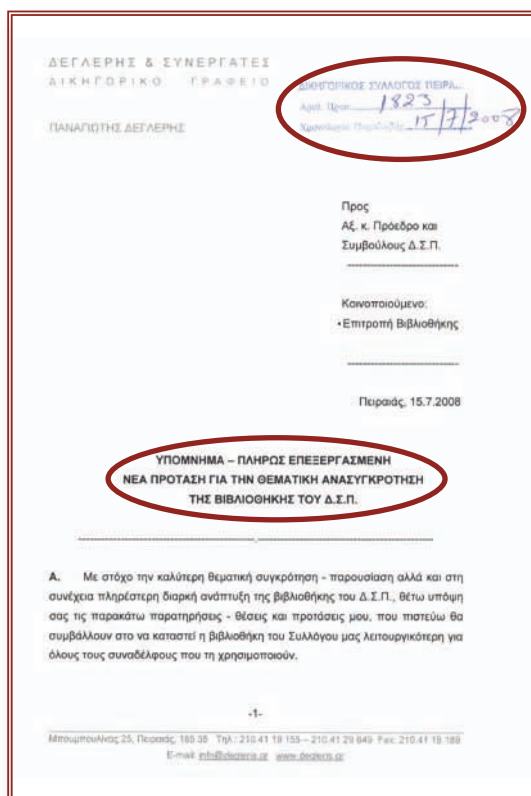 ΔΕΓΛΕΡΗΣ & ΣΥΝΕΡΓΑΤΕΣ
ΔΙΚΗΓΟΡΙΚΟ ΓΡΑΦΕΙΟ
ΔΙΚΗΓΟΡΙΚΟΣ ΣΥΛΛΟΓΟΣ ΠΕΙΡΑ
Αριθ. Πρωτ. 1823
15/7/2008
ΠΑΝΑΓΙΩΤΗΣ ΔΕΓΛΕΡΗΣ
Προς
Αξ. κ. Πρόεδρο και
Συμβούλους Δ.Σ.Π.
Κοινοποιούμενο:
•Επιτροπή Βιβλιοθήκης
Πειραιάς, 15.7.2008
ΥΠΟΜΝΗΜΑ – ΠΛΗΡΩΣ ΕΠΕΞΕΡΓΑΣΜΕΝΗ
ΝΕΑ ΠΡΟΤΑΣΗ ΓΙΑ ΤΗΝ ΘΕΜΑΤΙΚΗ ΑΝΑΣΥΓΚΡΟΤΗΣΗ
ΤΗΣ ΒΙΒΛΙΟΘΗΚΗΣ ΤΟΥ Δ.Σ.Π.
Α. Με στόχο την καλύτερη θεματική συγκρότηση - παρουσίαση αλλά και στη
συνέχεια πληρέστερη διαρκή ανάπτυξη της βιβλιοθήκης του Δ.Σ.Π., θέτω υπόψη
σας τις παρακάτω παρατηρήσεις - θέσεις και προτάσεις μου, που πιστεύω θα
συμβάλλουν στο να καταστεί η βιβλιοθήκη του Συλλόγου μας λειτουργικότερη για
όλους τους συναδέλφους που τη χρησιμοποιούν.
-1-
Μπουμπουλίνας 25, Πειραιάς, 185 35 Τηλ.: 210.41 19 155 – 210.41 29 649 Fax: 210.41 19 189
E-mail: info@degleris.gr www.degleris.gr